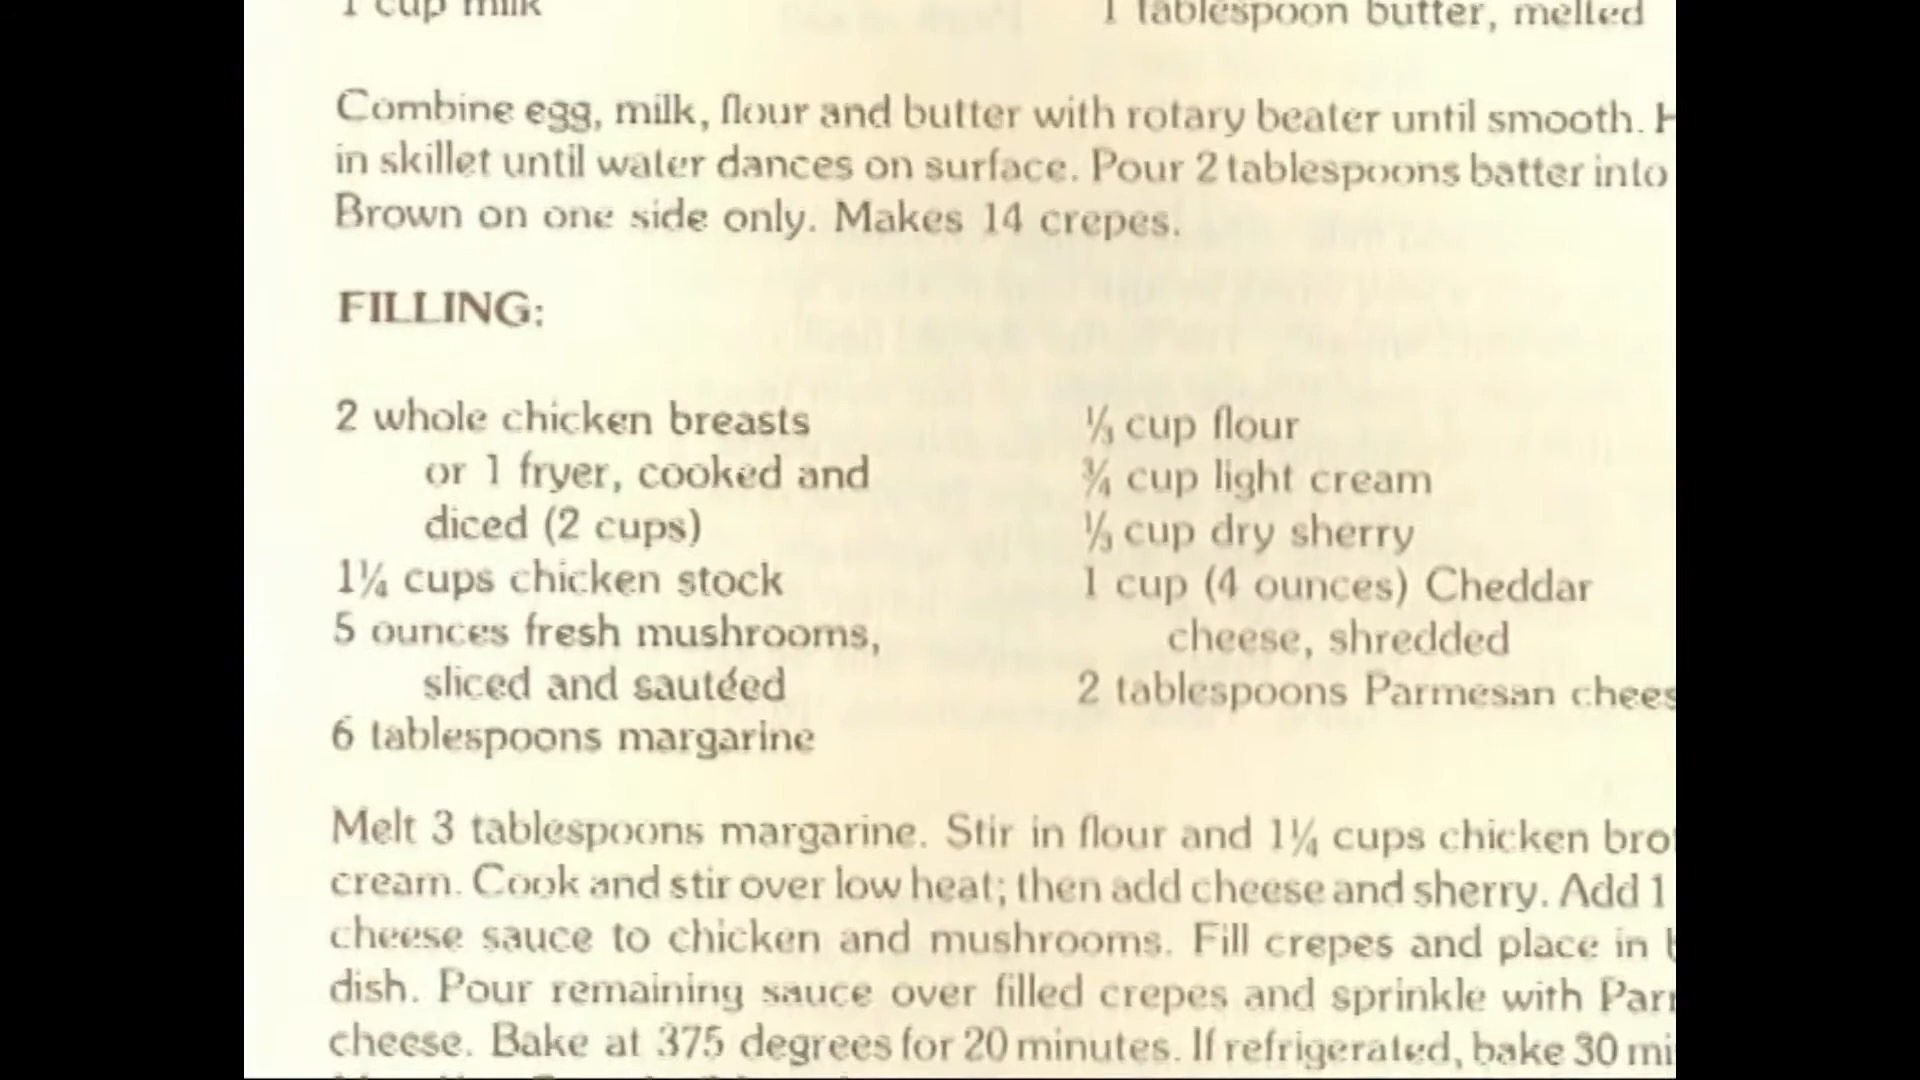 1 cup milk
1 tablespoon butter, melted
Combine egg, milk, flour and butter with rotary beater until smooth.
in skillet until water dances on surface. Pour 2 tablespoons batter into
Brown on one side only. Makes 14 crepes.
FILLING:
2 whole chicken breasts
or 1 fryer, cooked and
diced (2 cups)
1¼ cups chicken stock
5 ounces fresh mushrooms,
sliced and sautéed
6 tablespoons margarine
⅓ cup flour
¾ cup light cream
⅓ cup dry sherry
1 cup (4 ounces) Cheddar
cheese, shredded
2 tablespoons Parmesan chees
Melt 3 tablespoons margarine. Stir in flour and 1¼ cups chicken bro
cream. Cook and stir over low heat; then add cheese and sherry. Add 1
cheese sauce to chicken and mushrooms. Fill crepes and place in
dish. Pour remaining sauce over filled crepes and sprinkle with Par
cheese. Bake at 375 degrees for 20 minutes. If refrigerated, bake 30 mi